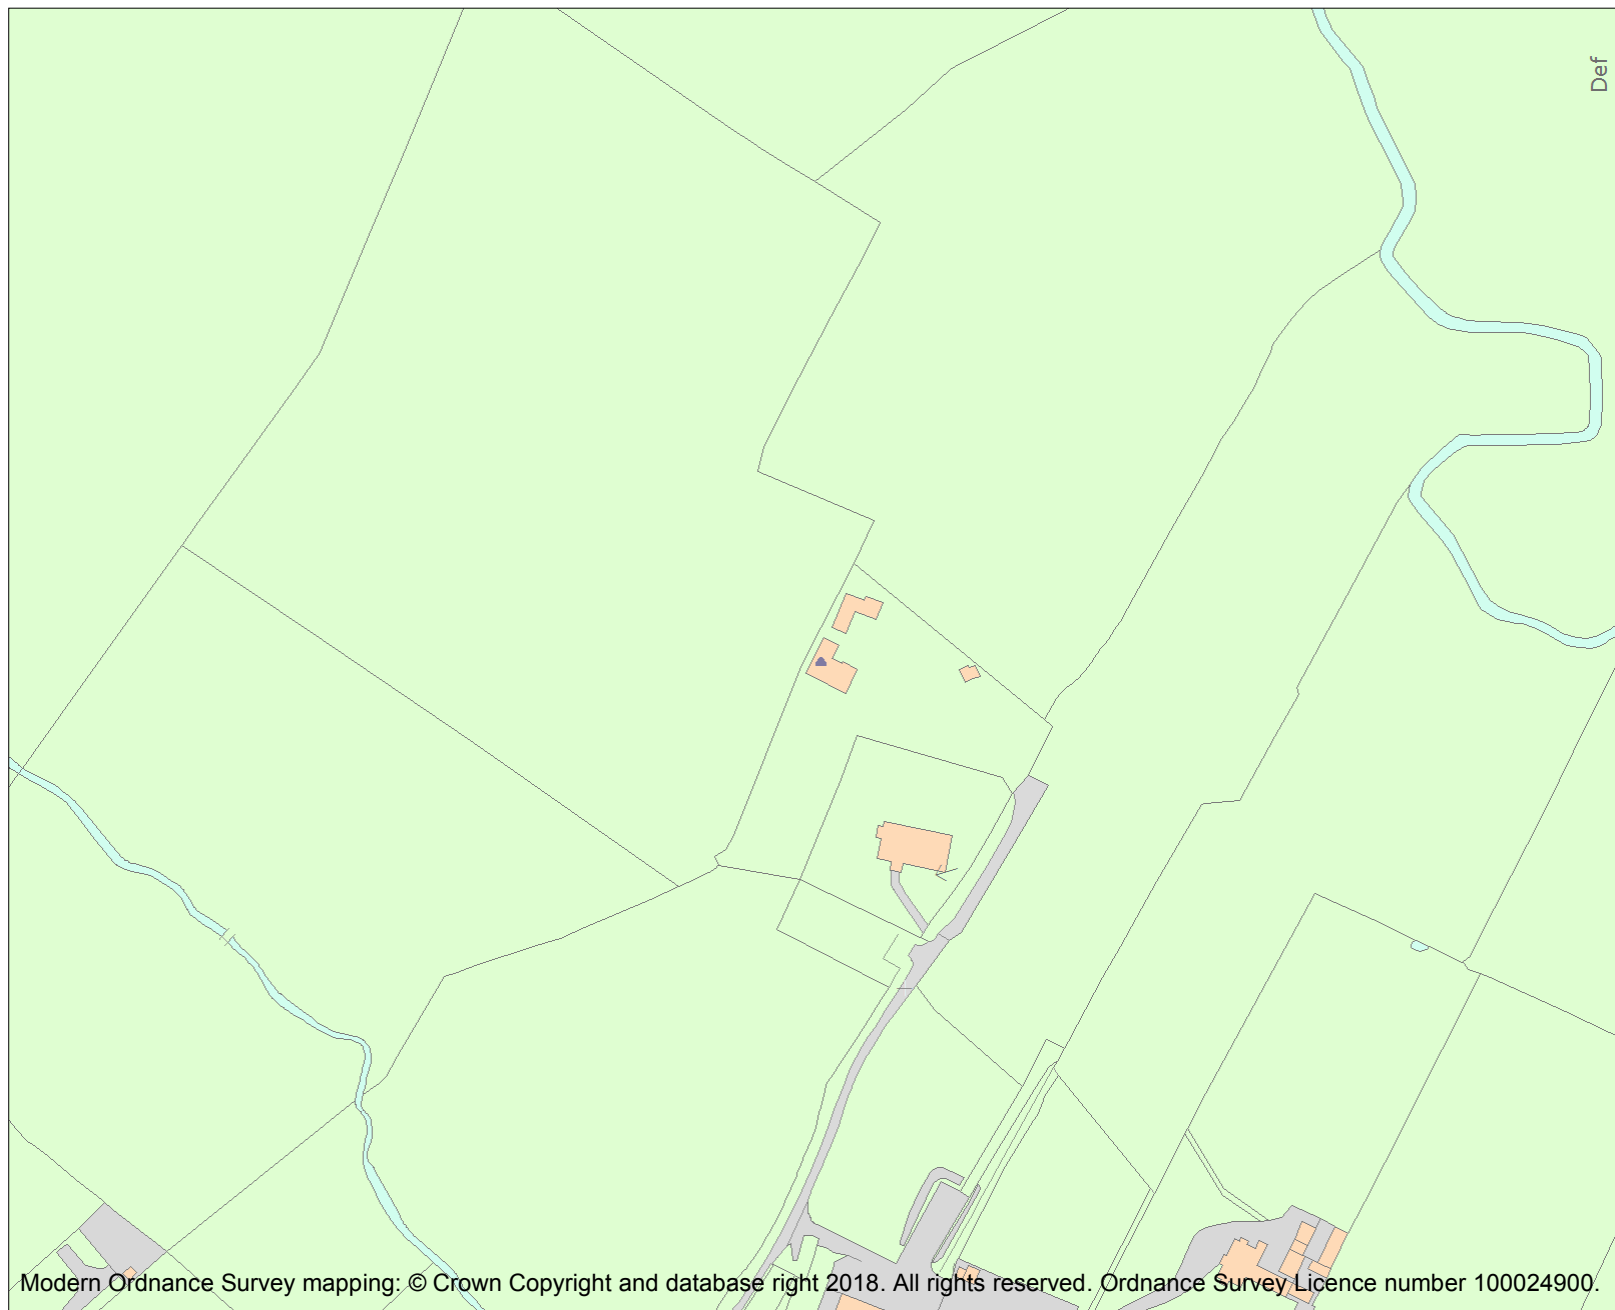 Def
Modern Ordnance Survey mapping: © Crown Copyright and database right 2018. All rights reserved. Ordnance Survey Licence number 100024900.